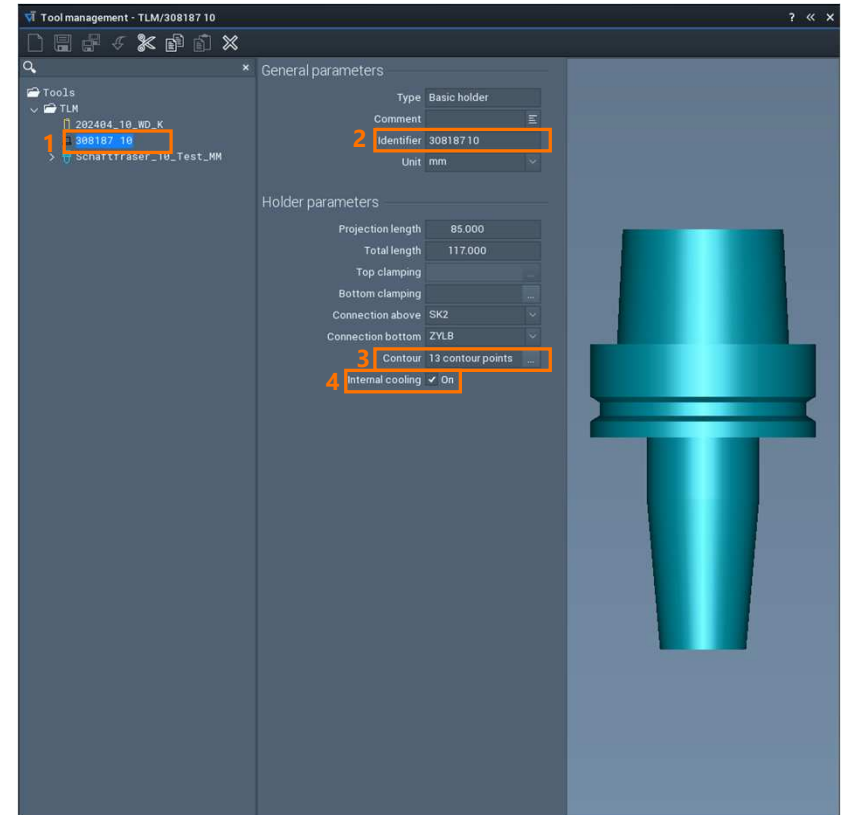 Tool management - TLM/308187 10
? « ×
×
General parameters
Tools
Type Basic holder
TLM
Comment
202404_10_WD_K
1 308187 10
2 Identifier 308187 10
Schaftfraser_10_Test_MM
Unit mm
Holder parameters
Projection length 85.000
Total length 117.000
Top clamping ...
Bottom clamping ...
Connection above SK2
Connection bottom ZYLB
3 Contour 13 contour points ...
4 Internal cooling ✔ On